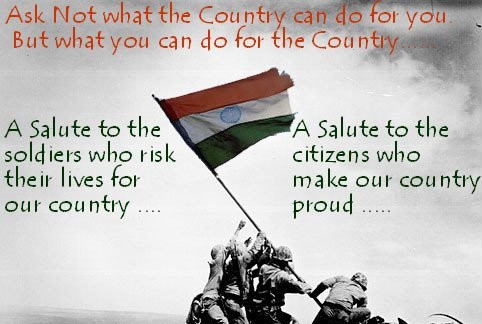 Ask Not what the Country can do for you.
But what you can do for the Country.......
A Salute to the
soldiers who risk
their lives for
our country ....
A Salute to the
citizens who
make our country
proud .....